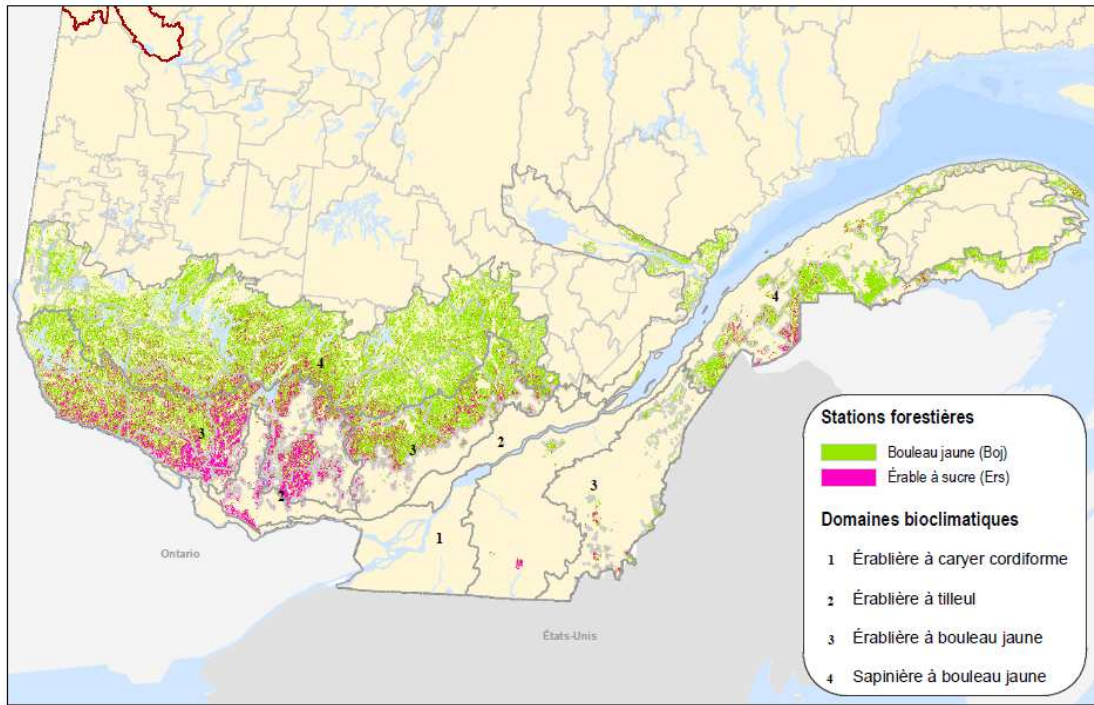 4
4
3
3
2
2
3
1
Ontario
États-Unis
Stations forestières
Bouleau jaune (Boj)
Érable à sucre (Ers)
Domaines bioclimatiques
1 Érablière à caryer cordiforme
2 Érablière à tilleul
3 Érablière à bouleau jaune
4 Sapinière à bouleau jaune